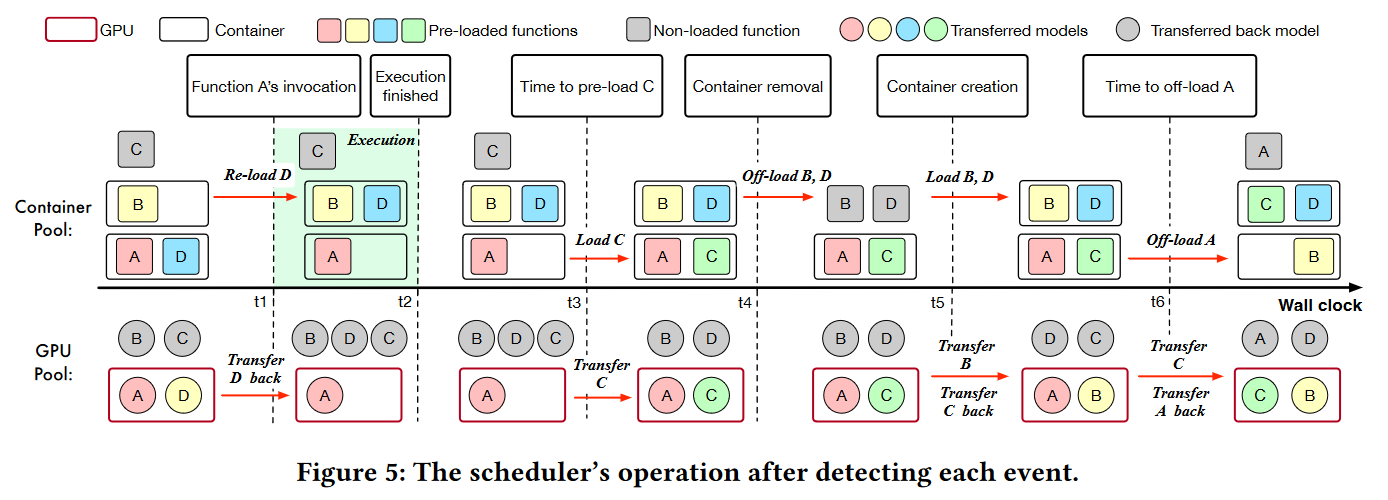 GPU Container Pre-loaded functions Non-loaded function Transferred models Transferred back model
Function A's invocation
Execution
finished
Time to pre-load C
Container removal
Container creation
Time to off-load A
Container
Pool:
C
B
A D
Re-load D
Execution
C
B D
A
C
B D
A
Load C
B D
A C
Off-load B, D
B D
A C
Load B, D
B D
A C
Off-load A
A
C D
B
t1 t2 t3 t4 t5 t6
Wall clock
GPU
Pool:
B C
A D
Transfer
D back
B D C
A
B D C
A
Transfer
C
B D
A C
B D
A C
Transfer
B
Transfer
C back
D C
A B
Transfer
C
Transfer
A back
A D
C B
Figure 5: The scheduler's operation after detecting each event.